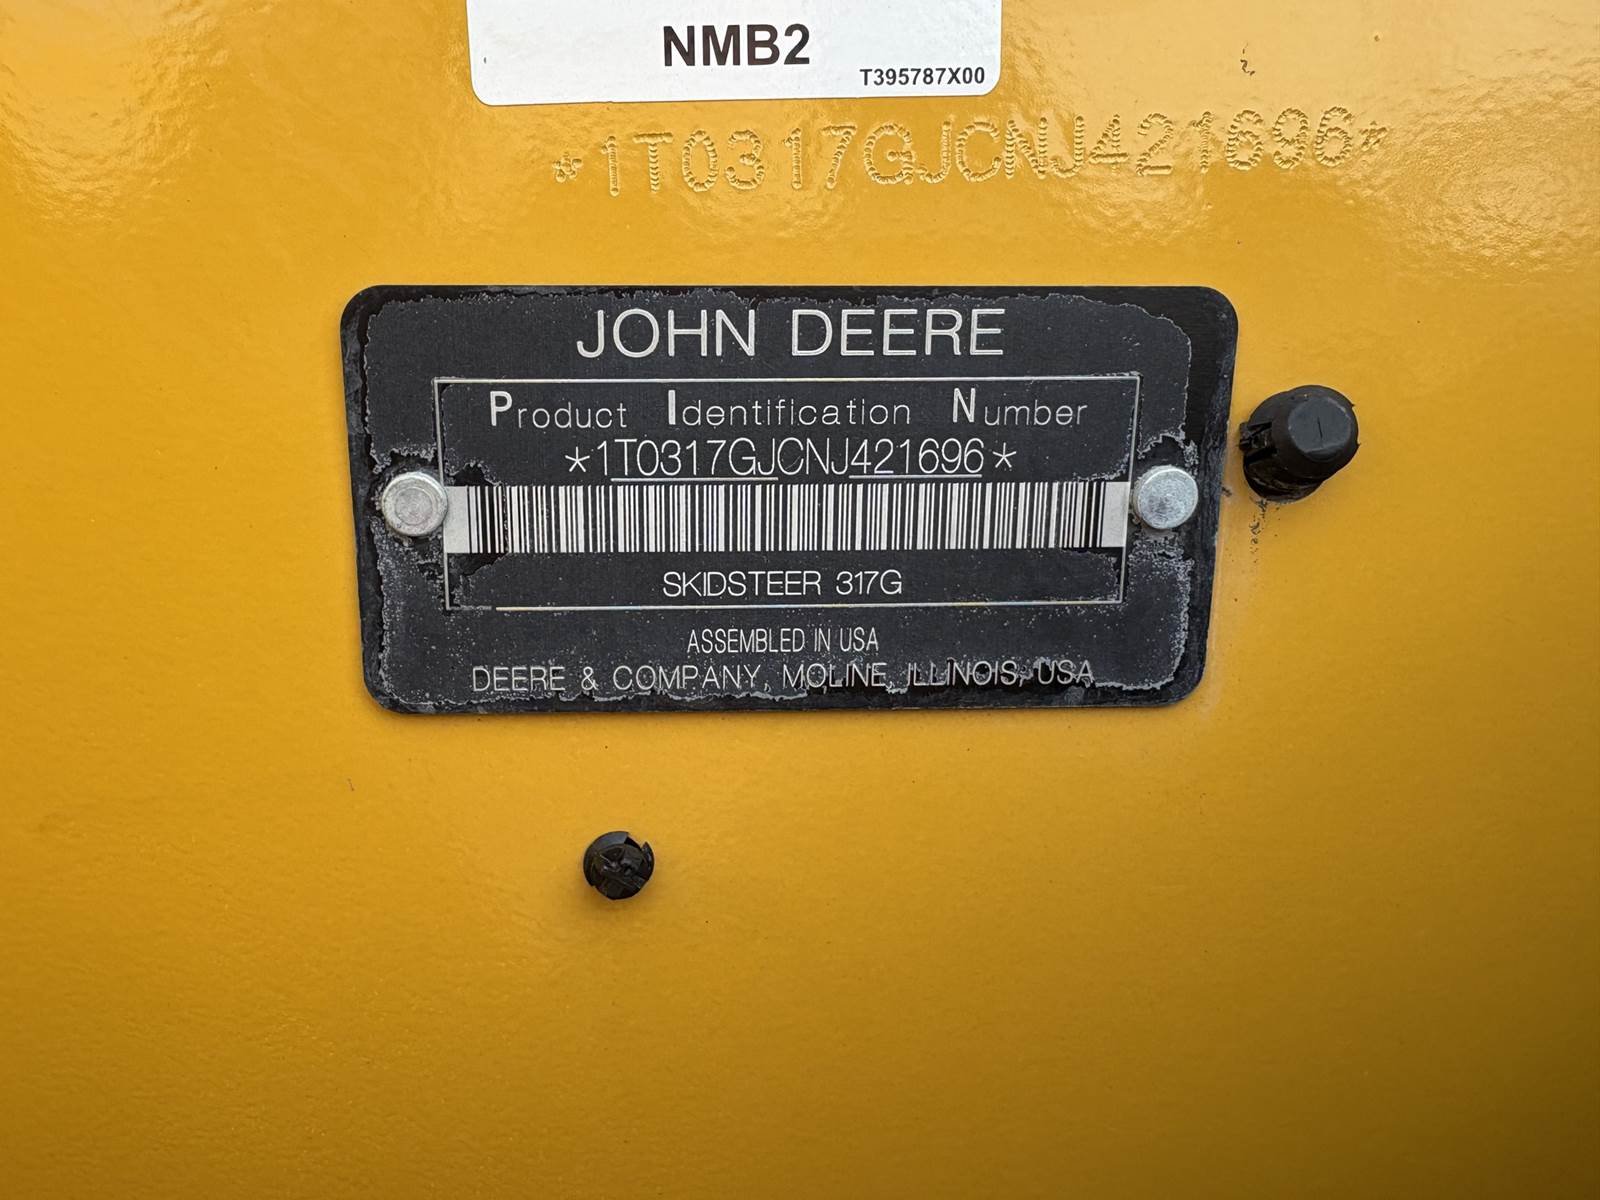 NMB2
T395787X00
*1T0317GJCNJ421696*
JOHN DEERE
Product Identification Number
*1T0317GJCNJ421696*
SKIDSTEER 317G
ASSEMBLED IN USA
DEERE & COMPANY, MOLINE, ILLINOIS, USA